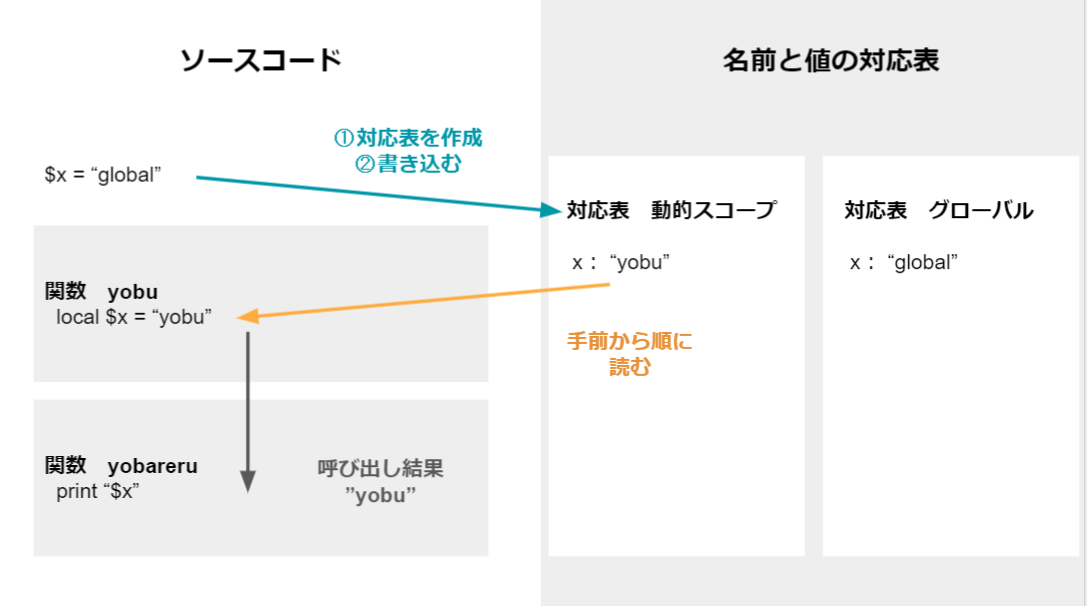 ソースコード
名前と値の対応表
①対応表を作成
②書き込む
$x = “global”
対応表　動的スコープ
x： “yobu”
対応表　グローバル
x： “global”
関数　yobu
local $x = “yobu”
手前から順に
読む
関数　yobareru
print “$x”
呼び出し結果
”yobu”